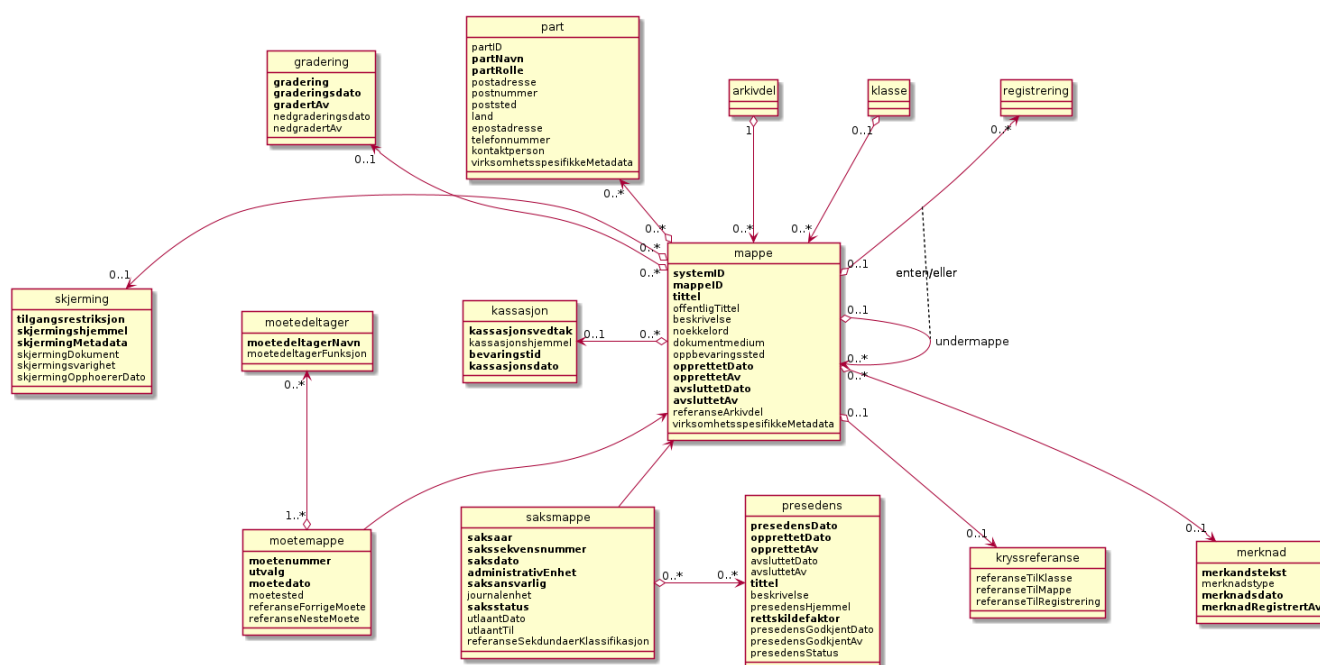 part
partID
partNavn
partRolle
postadresse
postnummer
poststed
land
epostadresse
telefonnummer
kontaktperson
virksomhetsspesifikkeMetadata
gradering
gradering
graderingsdato
gradertAv
nedgraderingsdato
nedgradertAv
arkivdel
klasse
registrering
1
0..1
0..*
0..1
0..*
0..*
0..*
0..*
0..*
0..*
0..1
mappe
systemID
mappeID
tittel
offentligTittel
beskrivelse
noekkelord
dokumentmedium
oppbevaringssted
opprettetDato
opprettetAv
avsluttetDato
avsluttetAv
referanseArkivdel
virksomhetsspesifikkeMetadata
0..1
enten/eller
0..1
undermappe
0..*
0..*
0..1
skjerming
tilgangsrestriksjon
skjermingshjemmel
skjermingMetadata
skjermingDokument
skjermingsvarighet
skjermingOpphoererDato
kassasjon
kassasjonsvedtak
kassasjonshjemmel
bevaringstid
kassasjonsdato
0..1
0..*
moetedeltager
moetedeltagerNavn
moetedeltagerFunksjon
0..*
1..*
moetemappe
moetenummer
utvalg
moetedato
moetested
referanseForrigeMoete
referanseNesteMoete
saksmappe
saksaar
sakssekvensnummer
saksdato
administrativEnhet
saksansvarlig
journalenhet
saksstatus
utlaantDato
utlaantTil
referanseSekdundaerKlassifikasjon
0..*
0..*
presedens
presedensDato
opprettetDato
opprettetAv
avsluttetDato
avsluttetAv
tittel
beskrivelse
presedensHjemmel
rettskildefaktor
presedensGodkjentDato
presedensGodkjentAv
presedensStatus
0..1
kryssreferanse
referanseTilKlasse
referanseTilMappe
referanseTilRegistrering
0..1
merknad
merkandstekst
merknadstype
merknadsdato
merknadRegistrertAv